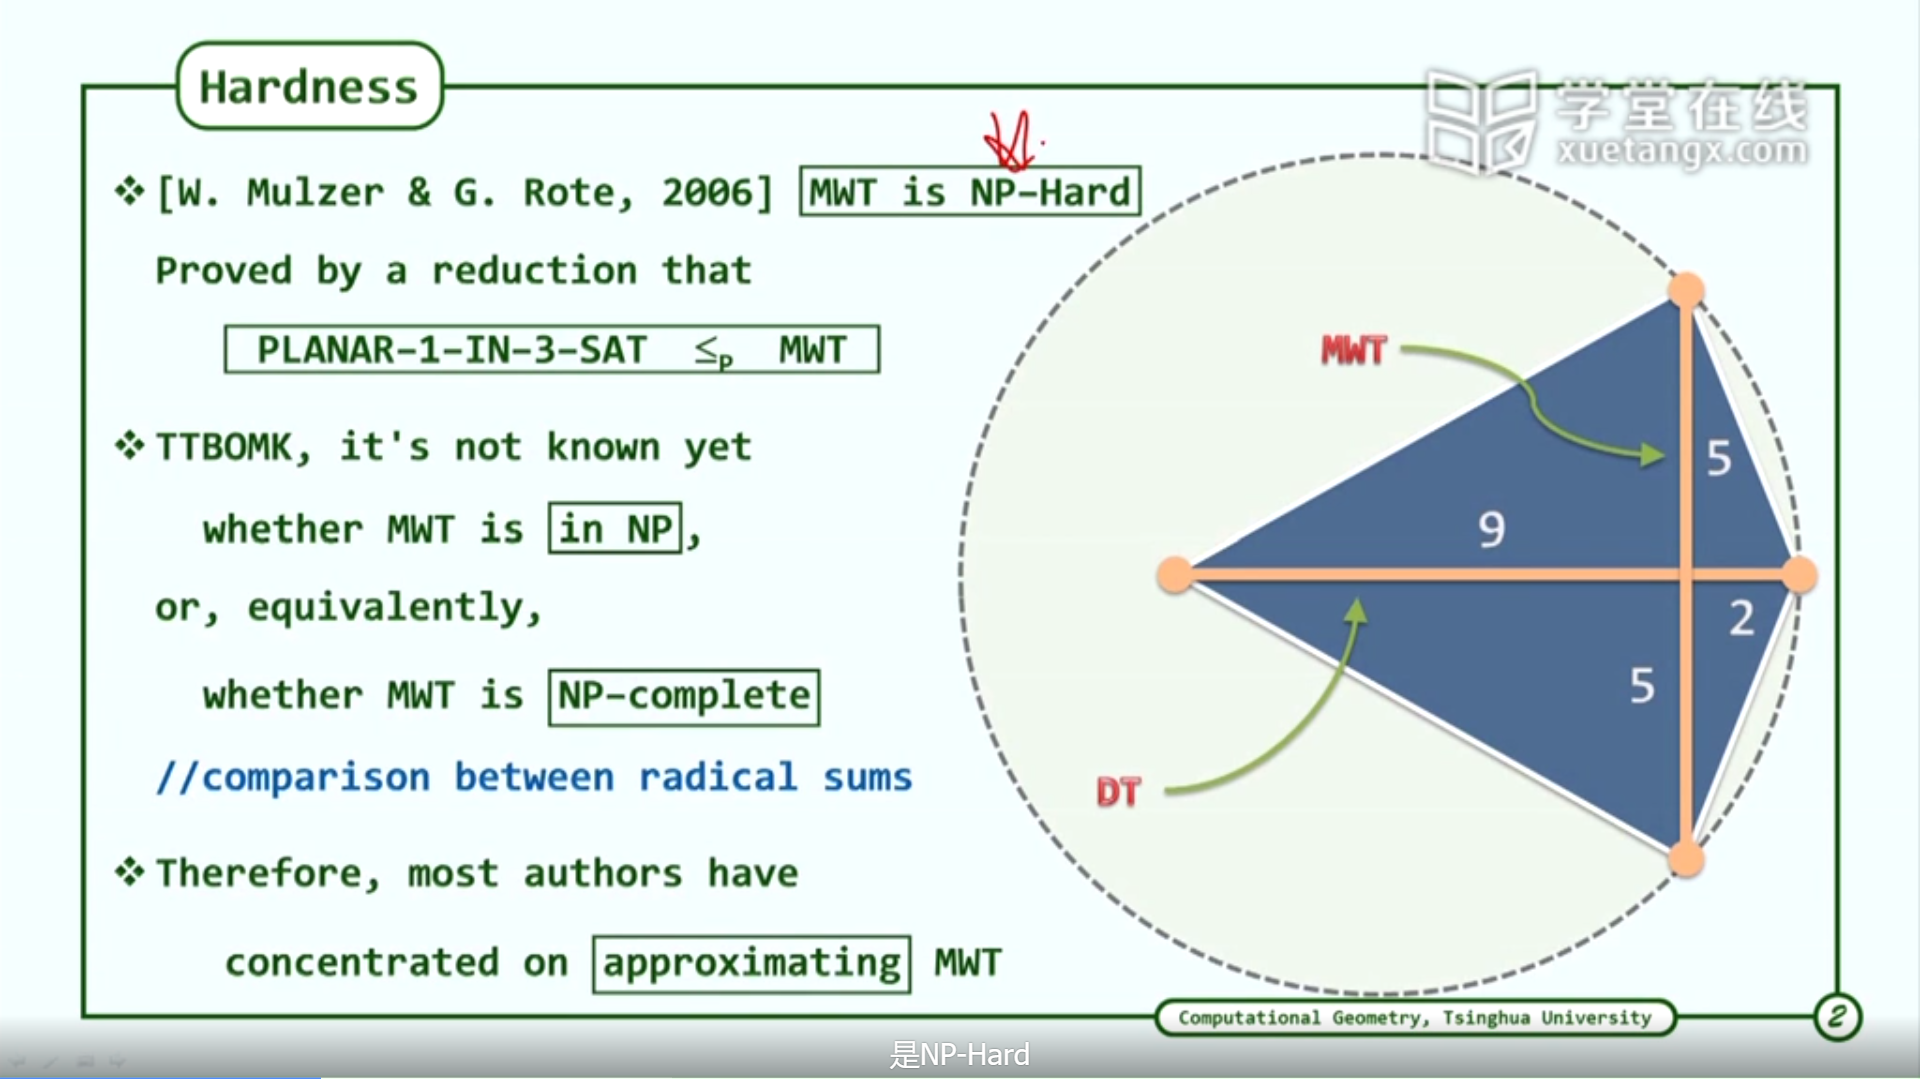 Hardness
学堂在线
xuetangx.com
❖ [W. Mulzer & G. Rote, 2006] MWT is NP-Hard
Proved by a reduction that
PLANAR-1-IN-3-SAT ≤P MWT
❖ TTBOMK, it's not known yet
whether MWT is in NP,
or, equivalently,
whether MWT is NP-complete
//comparison between radical sums
❖ Therefore, most authors have
concentrated on approximating MWT
MWT
5
9
2
5
DT
Computational Geometry, Tsinghua University
2
是NP-Hard